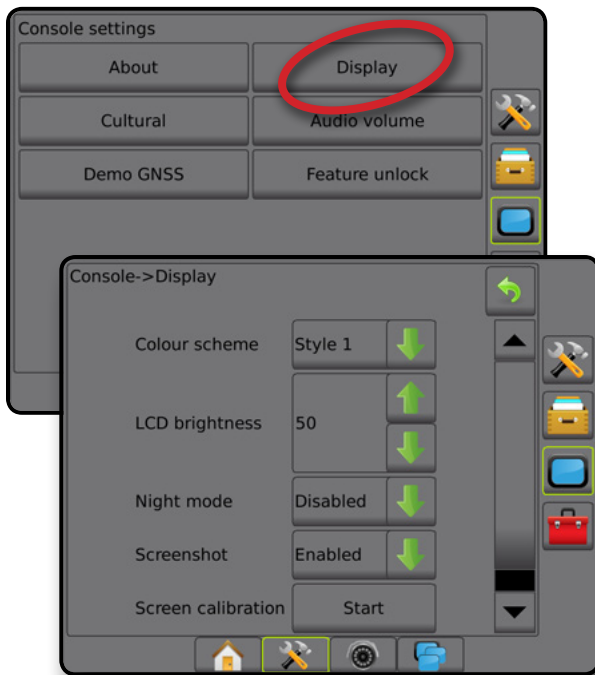 Console settings
About
Display
Cultural
Audio volume
Demo GNSS
Feature unlock
Console->Display
Colour scheme
Style 1
LCD brightness
50
Night mode
Disabled
Screenshot
Enabled
Screen calibration
Start